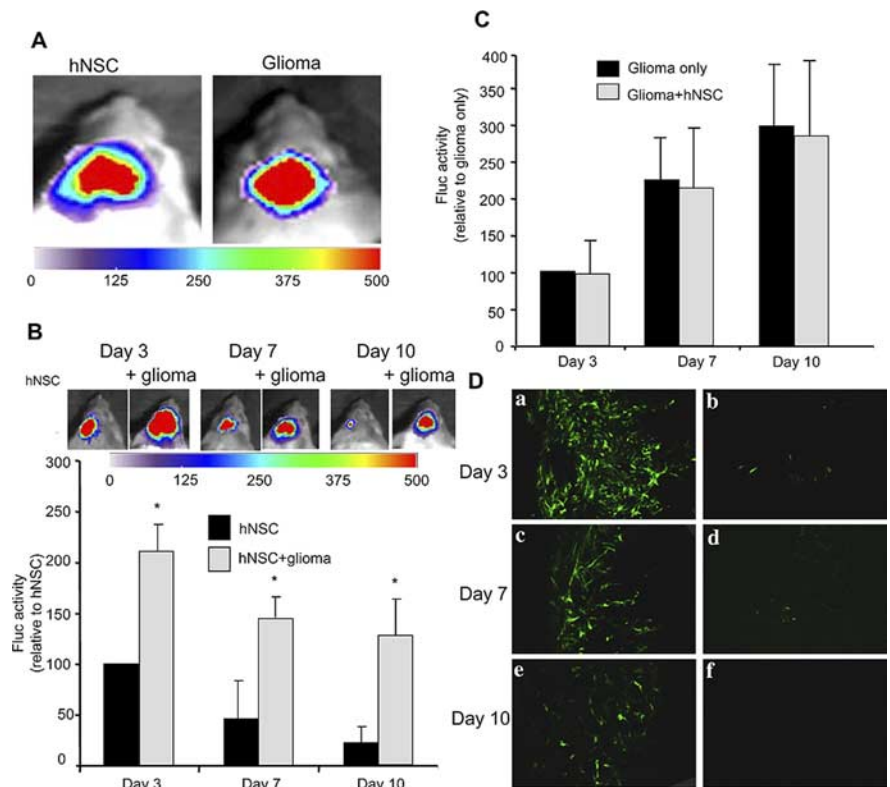 A
hNSC
Glioma
0 125 250 375 500
B
Day 3 Day 7 Day 10
hNSC + glioma + glioma + glioma
0 125 250 375 500
Fluc activity
(relative to hNSC)
300
250
200
150
100
50
0
* * *
hNSC
hNSC+glioma
Day 3 Day 7 Day 10
C
Fluc activity
(relative to glioma only)
400
350
300
250
200
150
100
50
0
Glioma only
Glioma+hNSC
Day 3 Day 7 Day 10
D
a b
Day 3
c d
Day 7
e f
Day 10